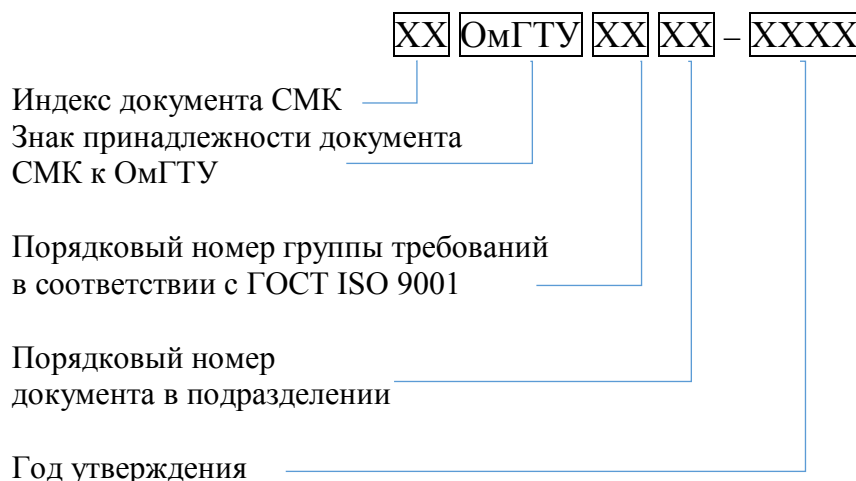 ХХ ОмГТУ ХХ ХХ – ХХХХ
Индекс документа СМК
Знак принадлежности документа
СМК к ОмГТУ
Порядковый номер группы требований
в соответствии с ГОСТ ISO 9001
Порядковый номер
документа в подразделении
Год утверждения